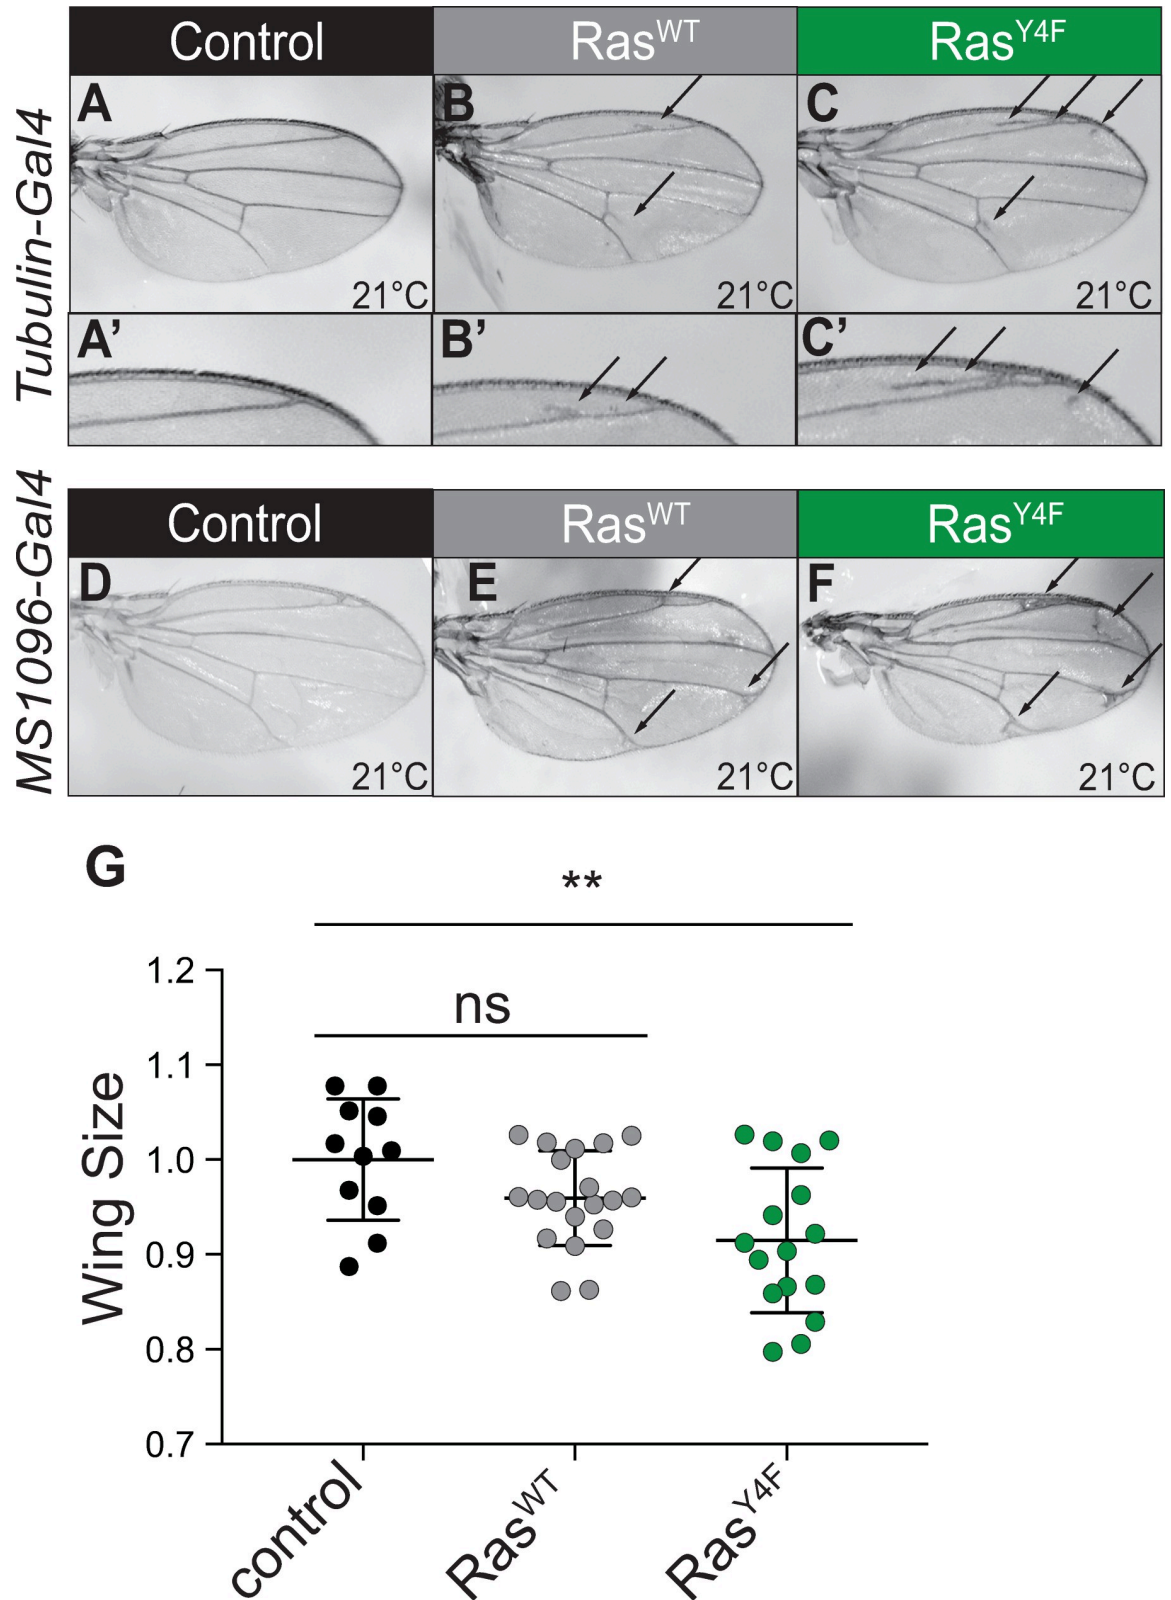 Control Ras^WT Ras^Y4F
Tubulin-Gal4
A B C
21°C 21°C 21°C
A’ B’ C’
Control Ras^WT Ras^Y4F
MS1096-Gal4
D E F
21°C 21°C 21°C
G
**
ns
Wing Size
1.2
1.1
1.0
0.9
0.8
0.7
control Ras^WT Ras^Y4F